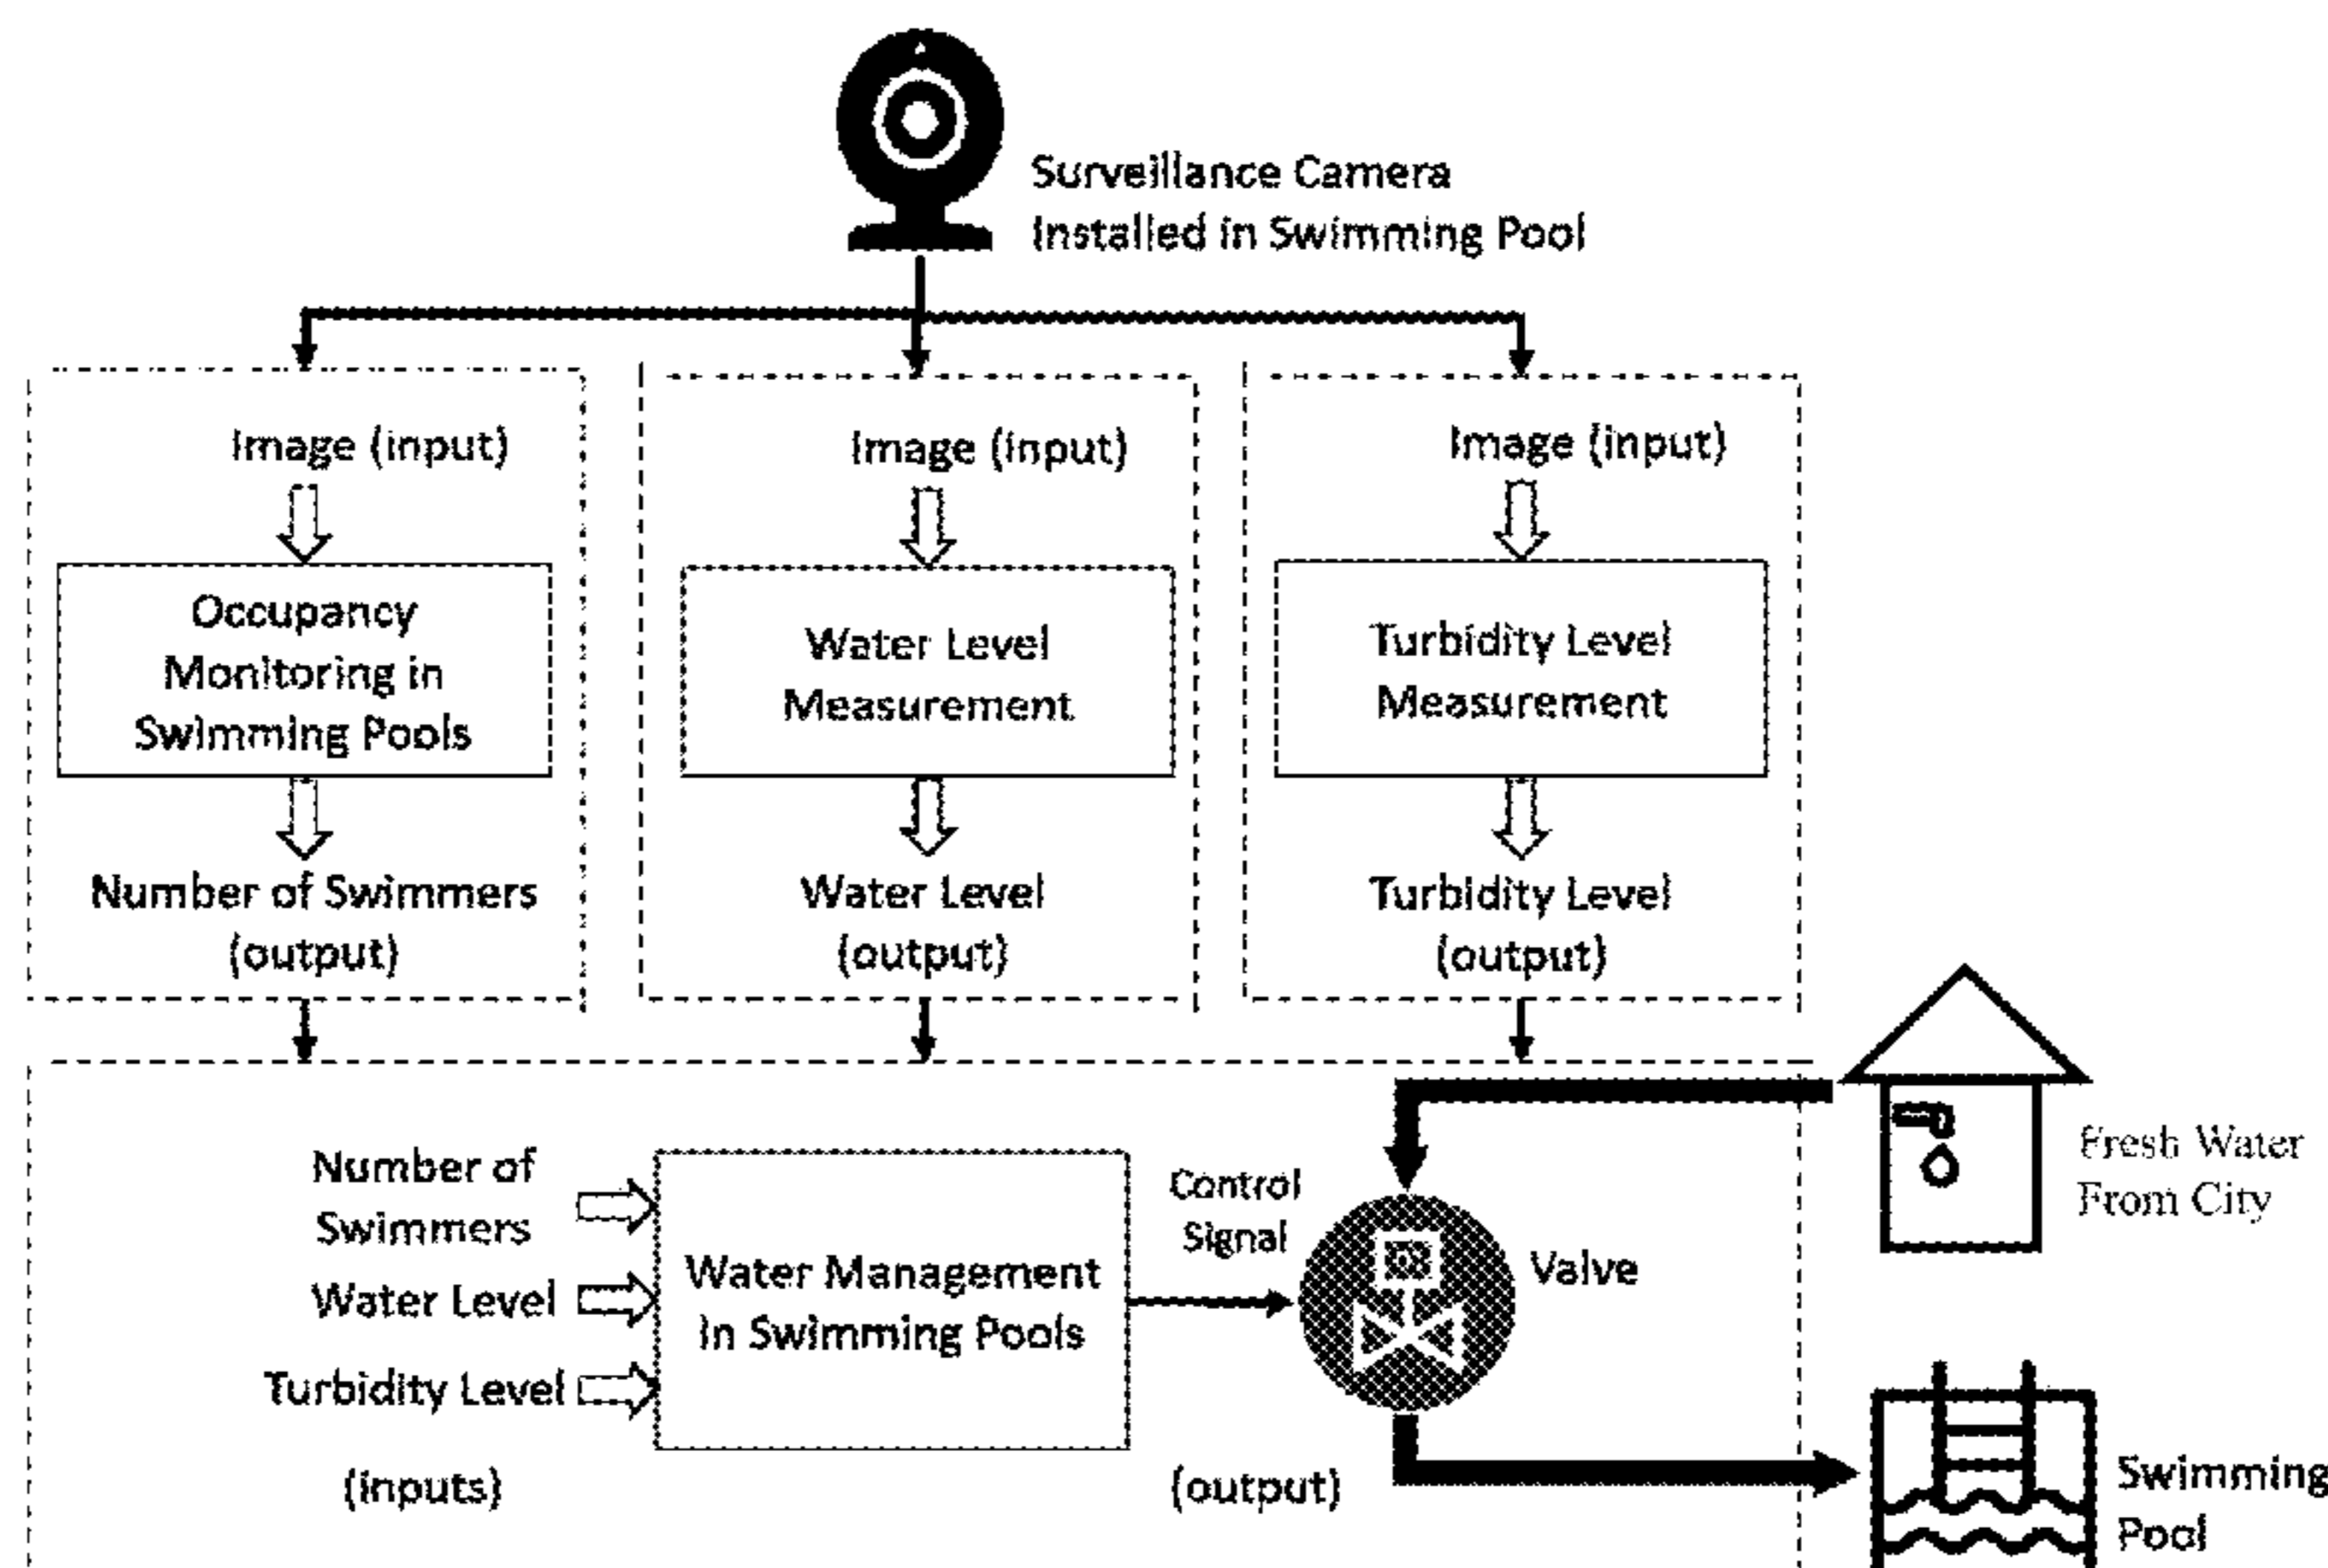 Surveillance Camera
Installed in Swimming Pool
Image (input)
Occupancy
Monitoring in
Swimming Pools
Number of Swimmers
(output)
Image (input)
Water Level
Measurement
Water Level
(output)
Image (input)
Turbidity Level
Measurement
Turbidity Level
(output)
Number of
Swimmers
Water Level
Turbidity Level
(inputs)
Water Management
in Swimming Pools
Control
Signal
(output)
Valve
Fresh Water
From City
Swimming
Pool